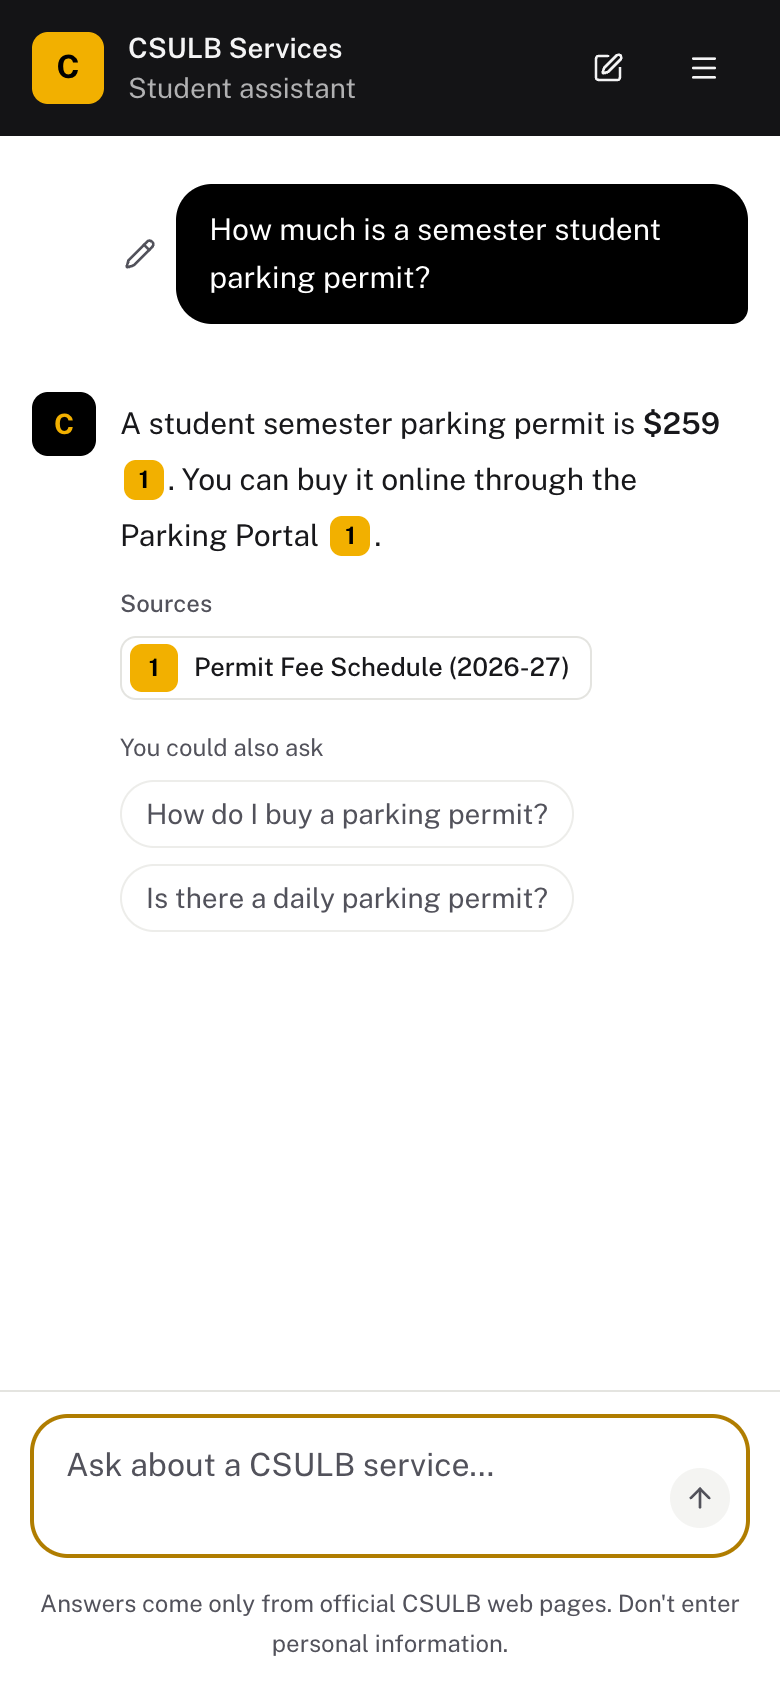 C
CSULB Services
Student assistant
How much is a semester student
parking permit?
C
A student semester parking permit is $259
1. You can buy it online through the
Parking Portal 1.
Sources
1 Permit Fee Schedule (2026-27)
You could also ask
How do I buy a parking permit?
Is there a daily parking permit?
Ask about a CSULB service...
Answers come only from official CSULB web pages. Don't enter
personal information.